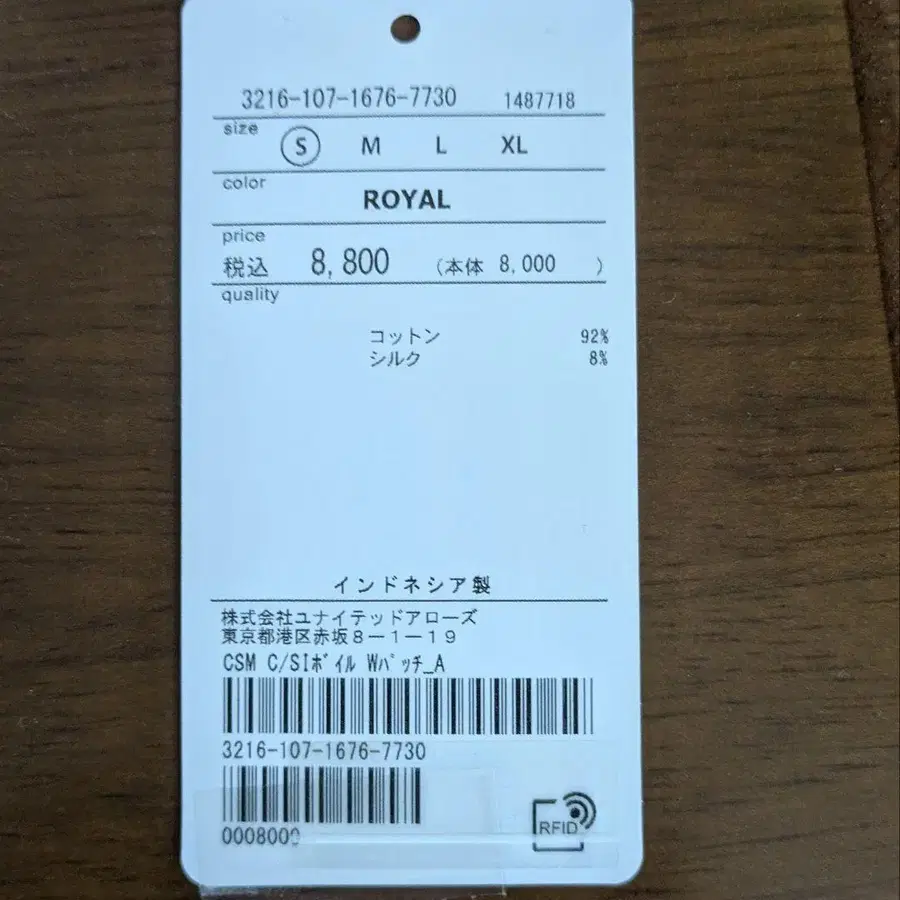 3216-107-1676-7730 1487718
size
S M L XL
color
ROYAL
price
税込 8,800 (本体 8,000 )
quality
コットン 92%
シルク 8%
インドネシア製
株式会社ユナイテッドアローズ
東京都港区赤坂8−1−19
CSM C/SIボイル Wパッチ_A
3216-107-1676-7730
0008000
RFID